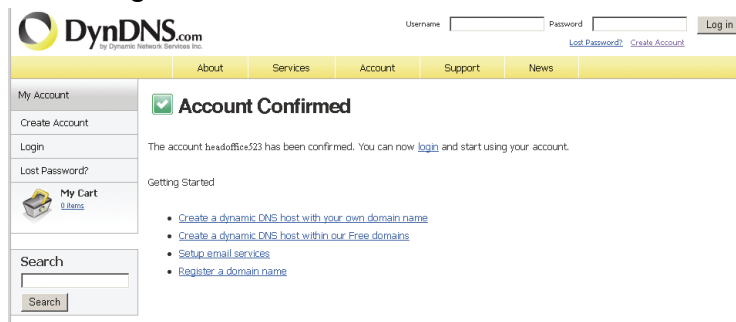 DynDNS.com
by Dynamic Network Services Inc.
Username Password Log in
Lost Password? Create Account
About Services Account Support News
My Account
Create Account
Login
Lost Password?
My Cart
0 items
Search
Search
Account Confirmed
The account headoffice523 has been confirmed. You can now login and start using your account.
Getting Started
Create a dynamic DNS host with your own domain name
Create a dynamic DNS host within our Free domains
Setup email services
Register a domain name